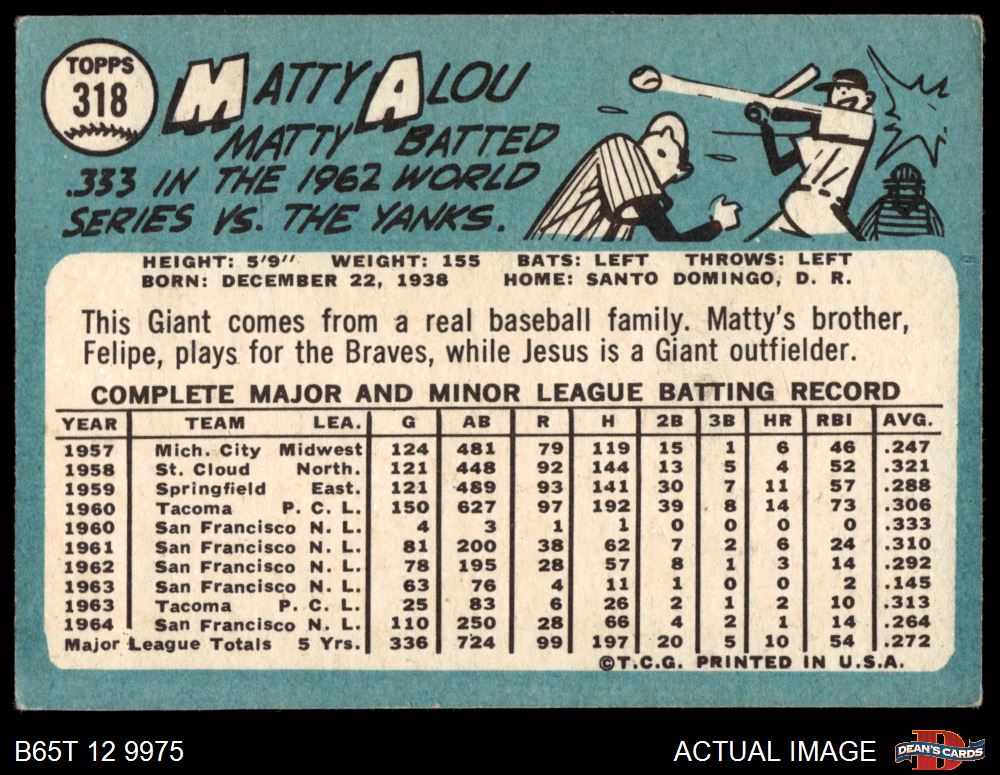 TOPPS
318
MATTY ALOU
MATTY BATTED
.333 IN THE 1962 WORLD
SERIES VS. THE YANKS.
HEIGHT: 5'9" WEIGHT: 155 BATS: LEFT THROWS: LEFT
BORN: DECEMBER 22, 1938 HOME: SANTO DOMINGO, D. R.
This Giant comes from a real baseball family. Matty's brother,
Felipe, plays for the Braves, while Jesus is a Giant outfielder.
COMPLETE MAJOR AND MINOR LEAGUE BATTING RECORD
YEAR TEAM LEA. G AB R H 2B 3B HR RBI AVG.
1957 Mich. City Midwest 124 481 79 119 15 1 6 46 .247
1958 St. Cloud North. 121 448 92 144 13 5 4 52 .321
1959 Springfield East. 121 489 93 141 30 7 11 57 .288
1960 Tacoma P. C. L. 150 627 97 192 39 8 14 73 .306
1960 San Francisco N. L. 4 3 1 1 0 0 0 0 .333
1961 San Francisco N. L. 81 200 38 62 7 2 6 24 .310
1962 San Francisco N. L. 78 195 28 57 8 1 3 14 .292
1963 San Francisco N. L. 63 76 4 11 1 0 0 2 .145
1963 Tacoma P. C. L. 25 83 6 26 2 1 2 10 .313
1964 San Francisco N. L. 110 250 28 66 4 2 1 14 .264
Major League Totals 5 Yrs. 336 724 99 197 20 5 10 54 .272
©T.C.G. PRINTED IN U.S.A.
B65T 12 9975 ACTUAL IMAGE
DEAN'S CARDS